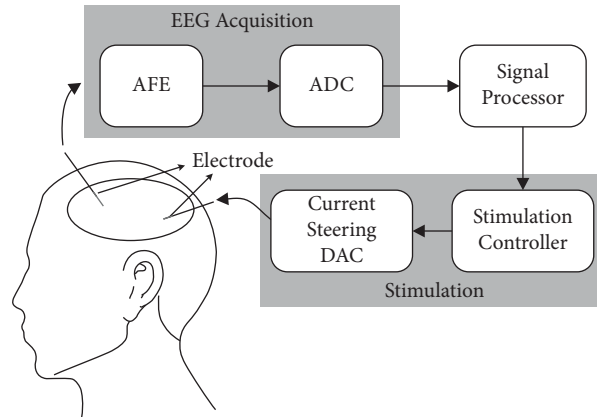 EEG Acquisition
AFE
ADC
Signal
Processor
Electrode
Current
Steering
DAC
Stimulation
Controller
Stimulation